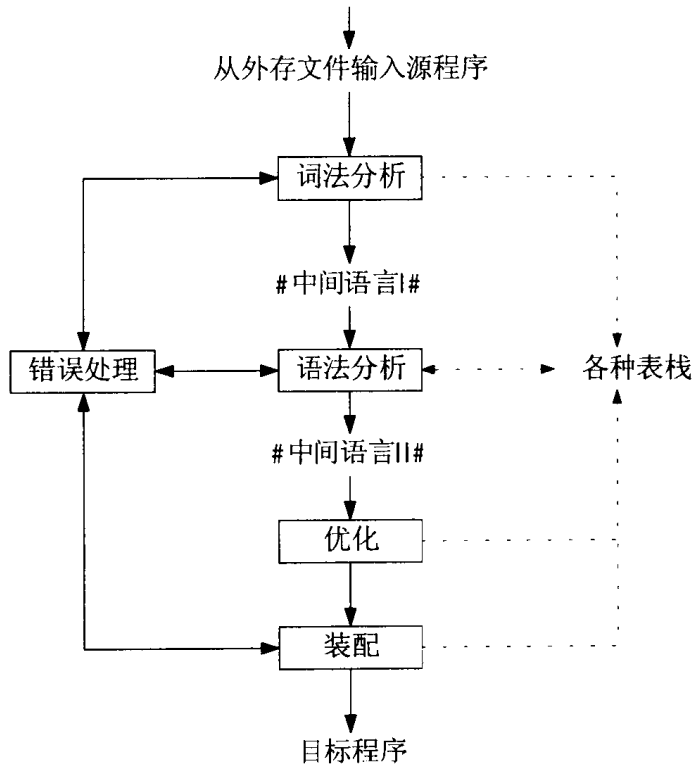 从外存文件输入源程序
词法分析
#中间语言I#
错误处理
语法分析
各种表栈
#中间语言II#
优化
装配
目标程序